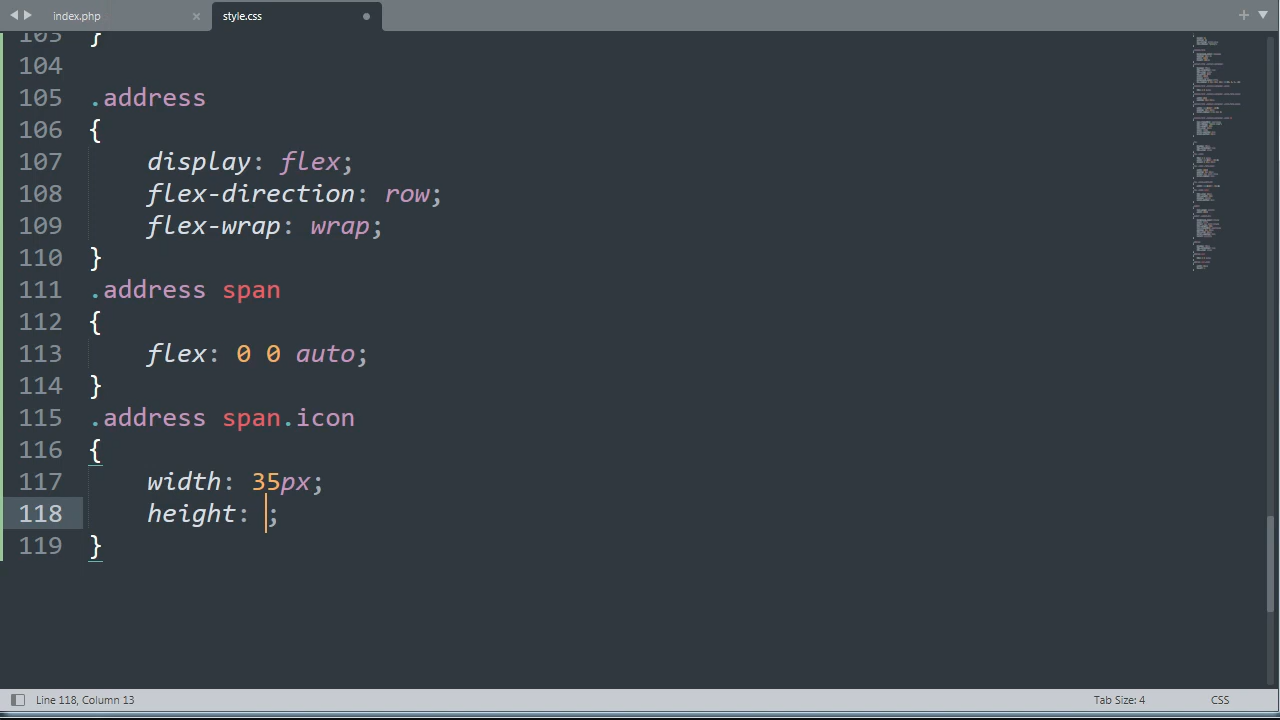 index.php
style.css
103 }
104
105 .address
106 {
107 display: flex;
108 flex-direction: row;
109 flex-wrap: wrap;
110 }
111 .address span
112 {
113 flex: 0 0 auto;
114 }
115 .address span.icon
116 {
117 width: 35px;
118 height: ;
119 }
Line 118, Column 13
Tab Size: 4
CSS